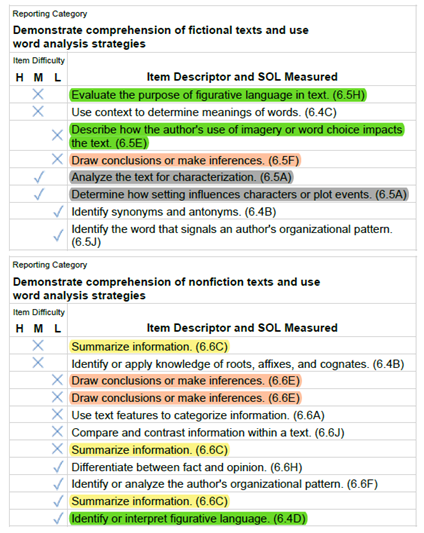 Reporting Category
Demonstrate comprehension of fictional texts and use
word analysis strategies
Item Difficulty
H M L Item Descriptor and SOL Measured
Evaluate the purpose of figurative language in text. (6.5H)
Use context to determine meanings of words. (6.4C)
Describe how the author's use of imagery or word choice impacts
the text. (6.5E)
Draw conclusions or make inferences. (6.5F)
Analyze the text for characterization. (6.5A)
Determine how setting influences characters or plot events. (6.5A)
Identify synonyms and antonyms. (6.4B)
Identify the word that signals an author's organizational pattern.
(6.5J)
Reporting Category
Demonstrate comprehension of nonfiction texts and use
word analysis strategies
Item Difficulty
H M L Item Descriptor and SOL Measured
Summarize information. (6.6C)
Identify or apply knowledge of roots, affixes, and cognates. (6.4B)
Draw conclusions or make inferences. (6.6E)
Draw conclusions or make inferences. (6.6E)
Use text features to categorize information. (6.6A)
Compare and contrast information within a text. (6.6J)
Summarize information. (6.6C)
Differentiate between fact and opinion. (6.6H)
Identify or analyze the author's organizational pattern. (6.6F)
Summarize information. (6.6C)
Identify or interpret figurative language. (6.4D)